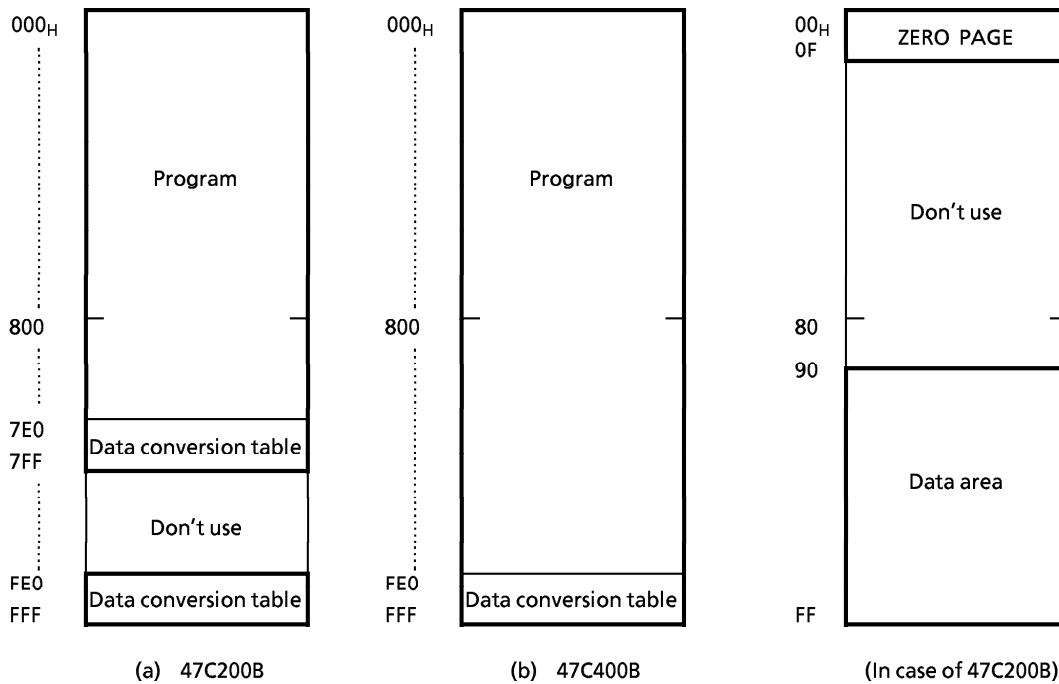 000H
Program
800
7E0
Data conversion table
7FF
Don't use
FE0
Data conversion table
FFF
(a) 47C200B
000H
Program
800
FE0
Data conversion table
FFF
(b) 47C400B
00H
ZERO PAGE
0F
Don't use
80
90
Data area
FF
(In case of 47C200B)